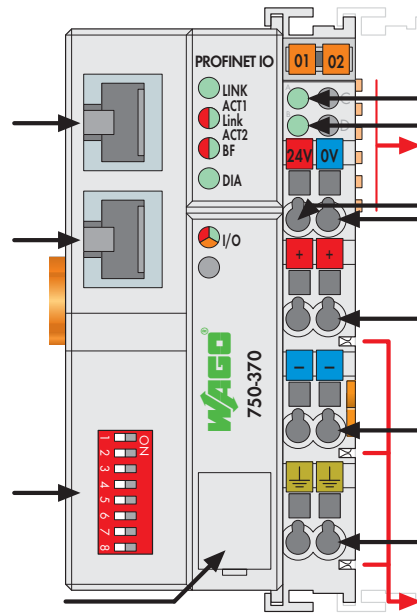 PROFINET IO
LINK
ACT1
Link
ACT2
BF
DIA
I/O
01 02
A C
B D
24V 0V
+ +
– –
WAGO®
750-370
ON
1
2
3
4
5
6
7
8